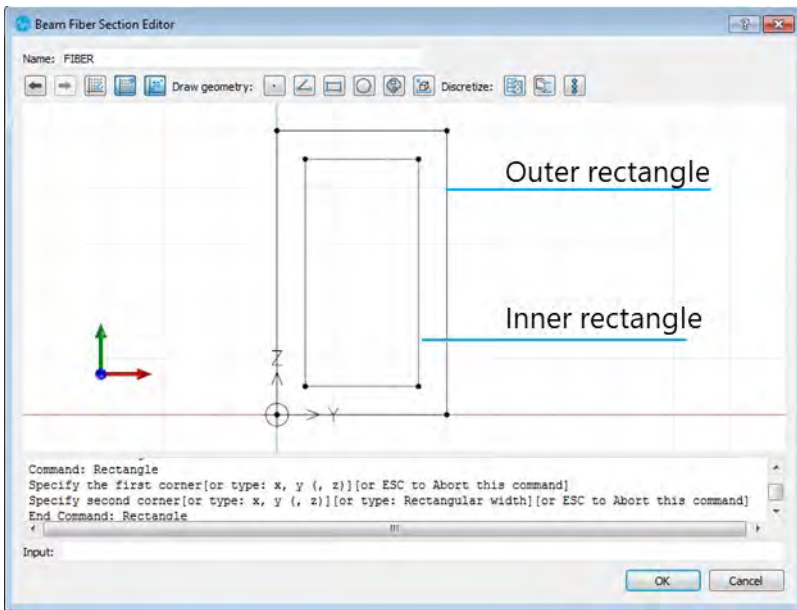 Beam Fiber Section Editor
Name: FIBER
Draw geometry: Discretize:
Outer rectangle
Inner rectangle
Z
Y
Command: Rectangle
Specify the first corner[or type: x, y (, z)][or ESC to Abort this command]
Specify second corner[or type: x, y (, z)][or type: Rectangular width][or ESC to Abort this command]
End Command: Rectangle
Input:
OK Cancel